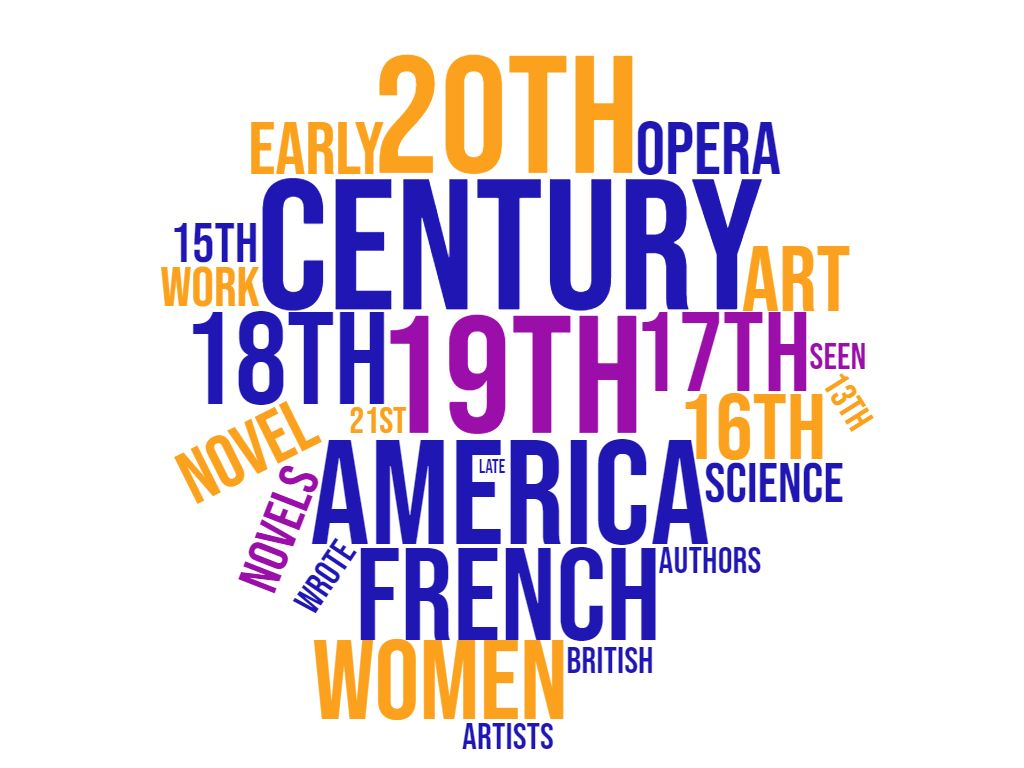 20TH
EARLY
OPERA
CENTURY
15TH
WORK
ART
18TH
19TH
17TH
SEEN
13TH
NOVEL
21ST
16TH
AMERICA
LATE
SCIENCE
NOVELS
WROTE
FRENCH
AUTHORS
WOMEN
BRITISH
ARTISTS